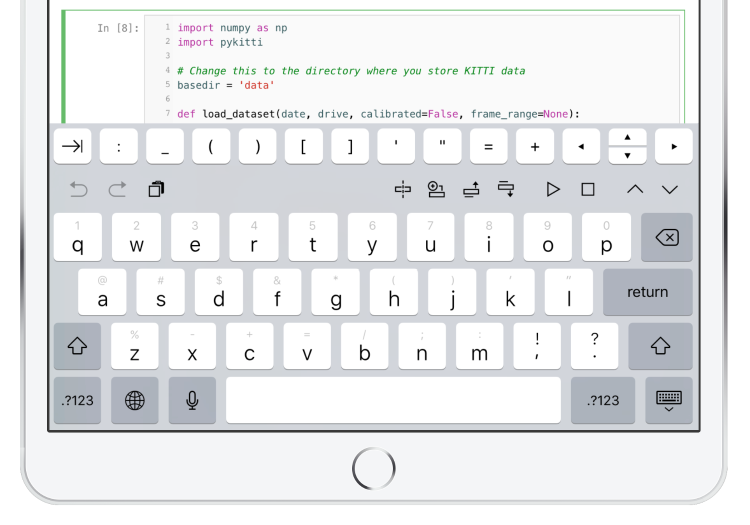 In [8]:
1 import numpy as np
2 import pykitti
3
4 # Change this to the directory where you store KITTI data
5 basedir = 'data'
6
7 def load_dataset(date, drive, calibrated=False, frame_range=None):
: _ ( ) [ ] ' " = +
1 2 3 4 5 6 7 8 9 0
q w e r t y u i o p
@ # $ & * ( ) ' "
a s d f g h j k l return
% - + = / ; : ! ?
z x c v b n m , .
.?123 .?123